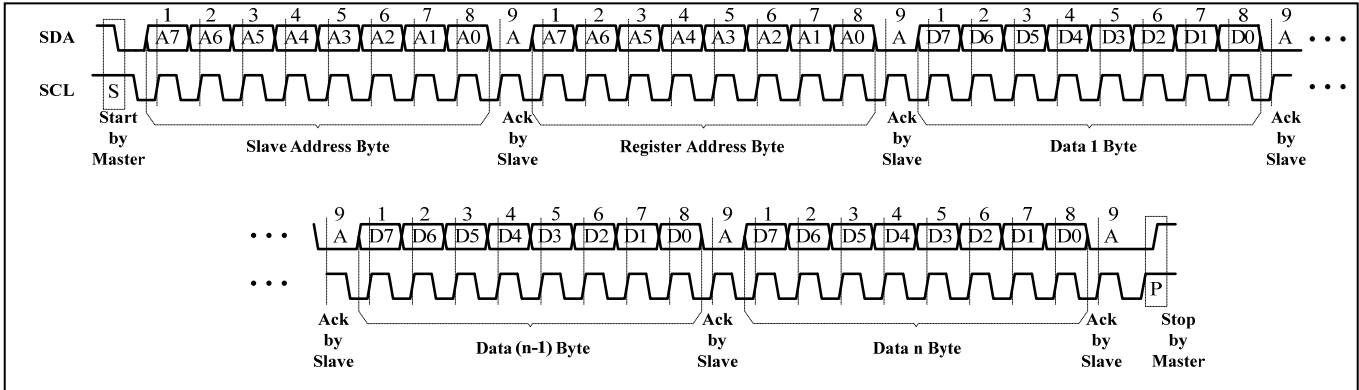 1 2 3 4 5 6 7 8 9 1 2 3 4 5 6 7 8 9 1 2 3 4 5 6 7 8 9
SDA A7 A6 A5 A4 A3 A2 A1 A0 A A7 A6 A5 A4 A3 A2 A1 A0 A D7 D6 D5 D4 D3 D2 D1 D0 A • • •
SCL S • • •
Start by Master
Slave Address Byte
Ack by Slave
Register Address Byte
Ack by Slave
Data 1 Byte
Ack by Slave
9 1 2 3 4 5 6 7 8 9 1 2 3 4 5 6 7 8 9
• • • A D7 D6 D5 D4 D3 D2 D1 D0 A D7 D6 D5 D4 D3 D2 D1 D0 A
• • • P
Ack by Slave
Data (n-1) Byte
Ack by Slave
Data n Byte
Ack by Slave
Stop by Master